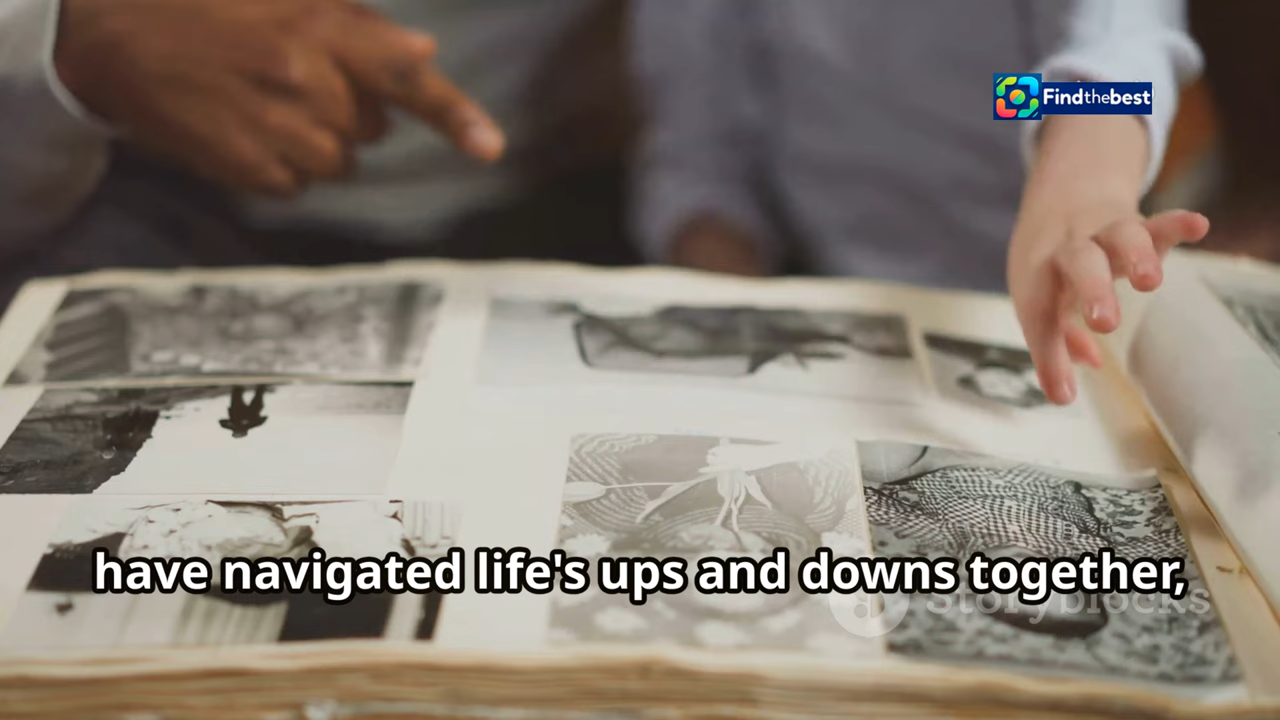 Findthebest
have navigated life's ups and downs together,
Storyblocks